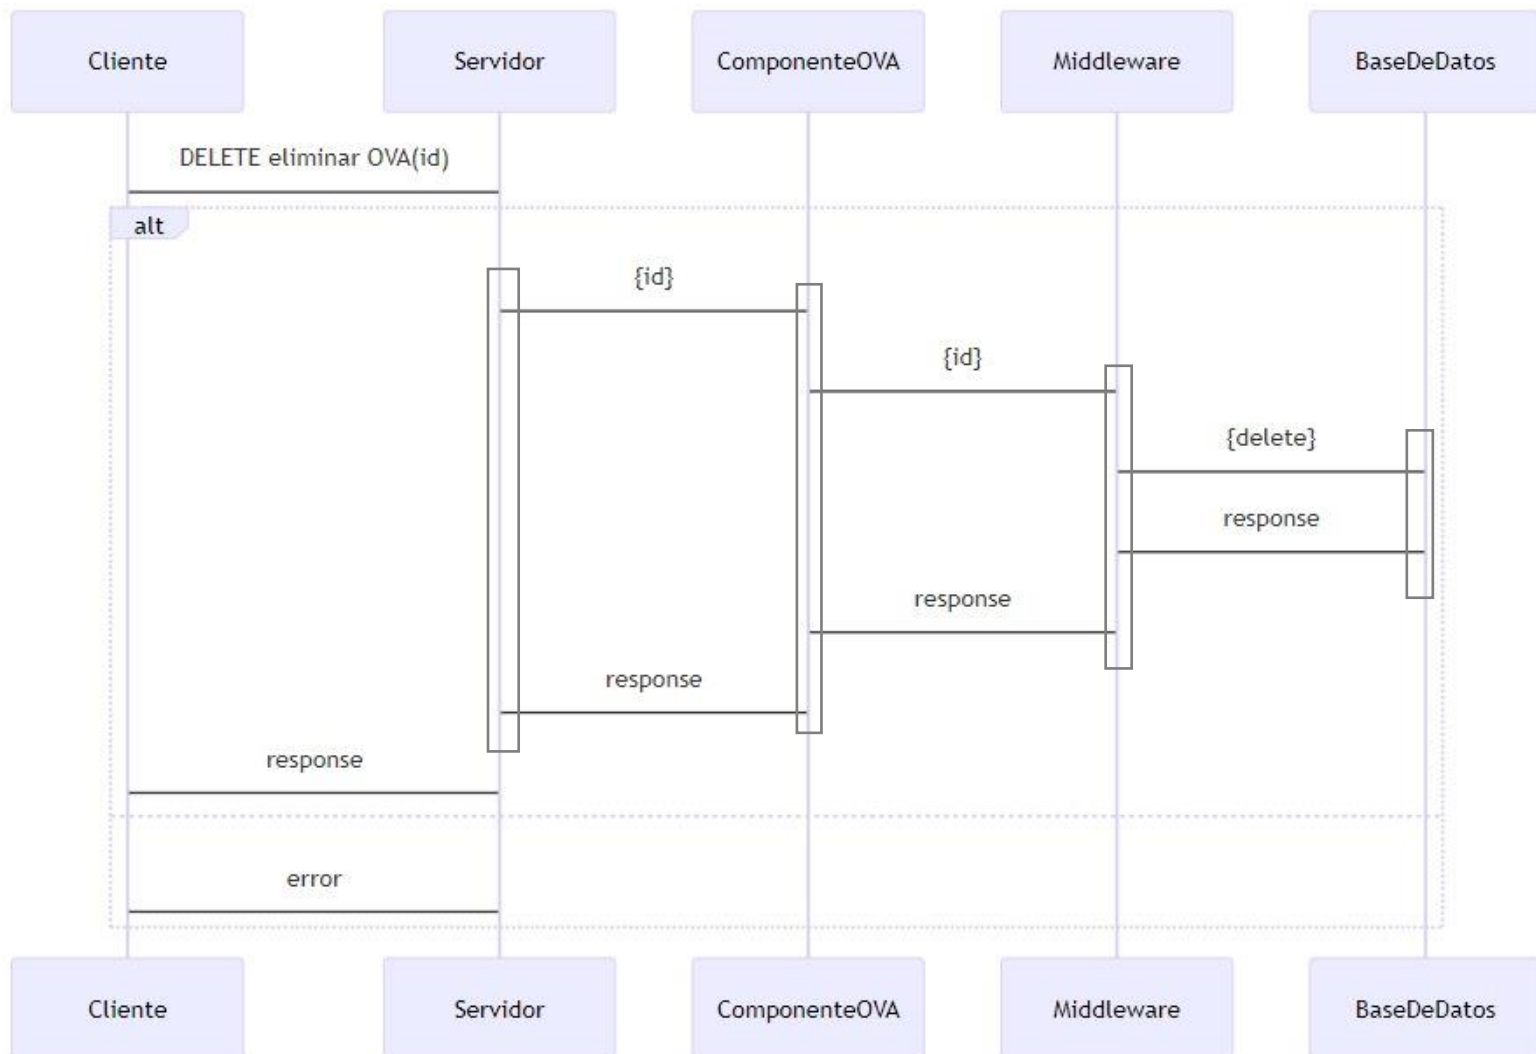 Cliente
Servidor
ComponenteOVA
Middleware
BaseDeDatos
DELETE eliminar OVA(id)
alt
{id}
{id}
{delete}
response
response
response
response
error
Cliente
Servidor
ComponenteOVA
Middleware
BaseDeDatos